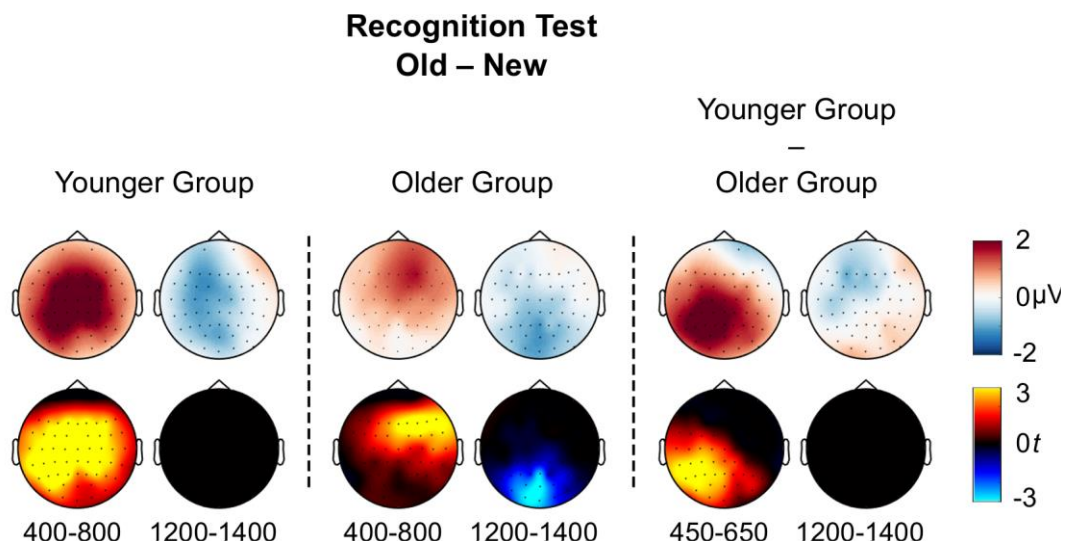 Recognition Test
Old – New
Younger Group
–
Younger Group
Older Group
Older Group
2
0µV
-2
3
0t
-3
400-800
1200-1400
400-800
1200-1400
450-650
1200-1400